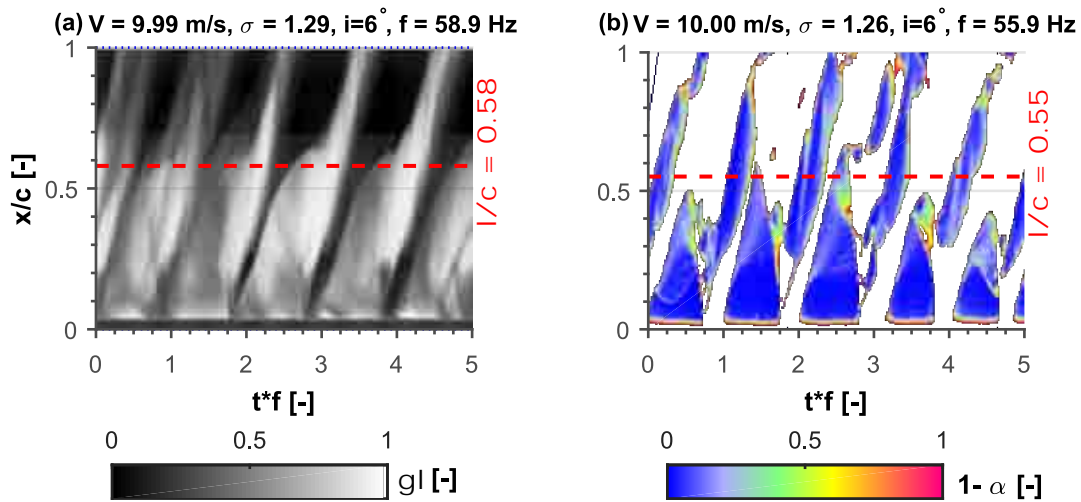 (a) V = 9.99 m/s, σ = 1.29, i=6°, f = 58.9 Hz
1
0.5
0
x/c [-]
l/c = 0.58
0 1 2 3 4 5
t*f [-]
0 0.5 1
gl [-]
(b) V = 10.00 m/s, σ = 1.26, i=6°, f = 55.9 Hz
1
0.5
0
l/c = 0.55
0 1 2 3 4 5
t*f [-]
0 0.5 1
1- α [-]